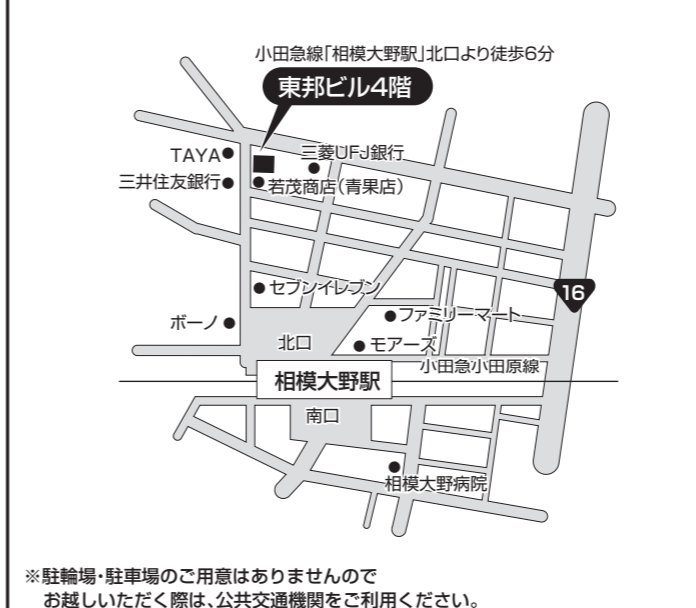 小田急線「相模大野駅」北口より徒歩6分
東邦ビル4階
TAYA
三菱UFJ銀行
三井住友銀行
若茂商店(青果店)
セブンイレブン
16
ボーノ
ファミリーマート
北口
モアーズ
小田急小田原線
相模大野駅
南口
相模大野病院
※駐輪場・駐車場のご用意はありませんので
お越しいただく際は、公共交通機関をご利用ください。